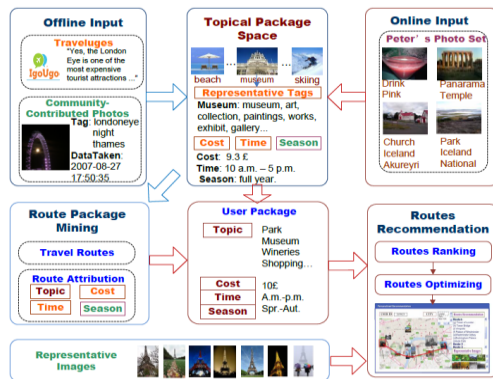 Offline Input
Traveluges
IgoUgo
"Yes, the London
Eye is one of the
most expensive
tourist attractions ..."
Community-
Contributed Photos
Tag: londoneye
night
thames
DataTaken:
2007-08-27
17:50:35
Topical Package
Space
beach
museum
skiing
Representative Tags
Museum: museum, art,
collection, paintings, works,
exhibit, gallery...
Cost
Time
Season
Cost: 9.3 £
Time: 10 a.m. – 5 p.m.
Season: full year.
Online Input
Peter's Photo Set
Drink
Pink
Panarama
Temple
Church
Iceland
Akureyri
Park
Iceland
National
Route Package
Mining
Travel Routes
Route Attribution
Topic
Cost
Time
Season
User Package
Topic
Park
Museum
Wineries
Shopping...
Cost
10£
Time
A.m.-p.m.
Season
Spr.-Aut.
Routes
Recommendation
Routes Ranking
Routes Optimizing
Representative
Images